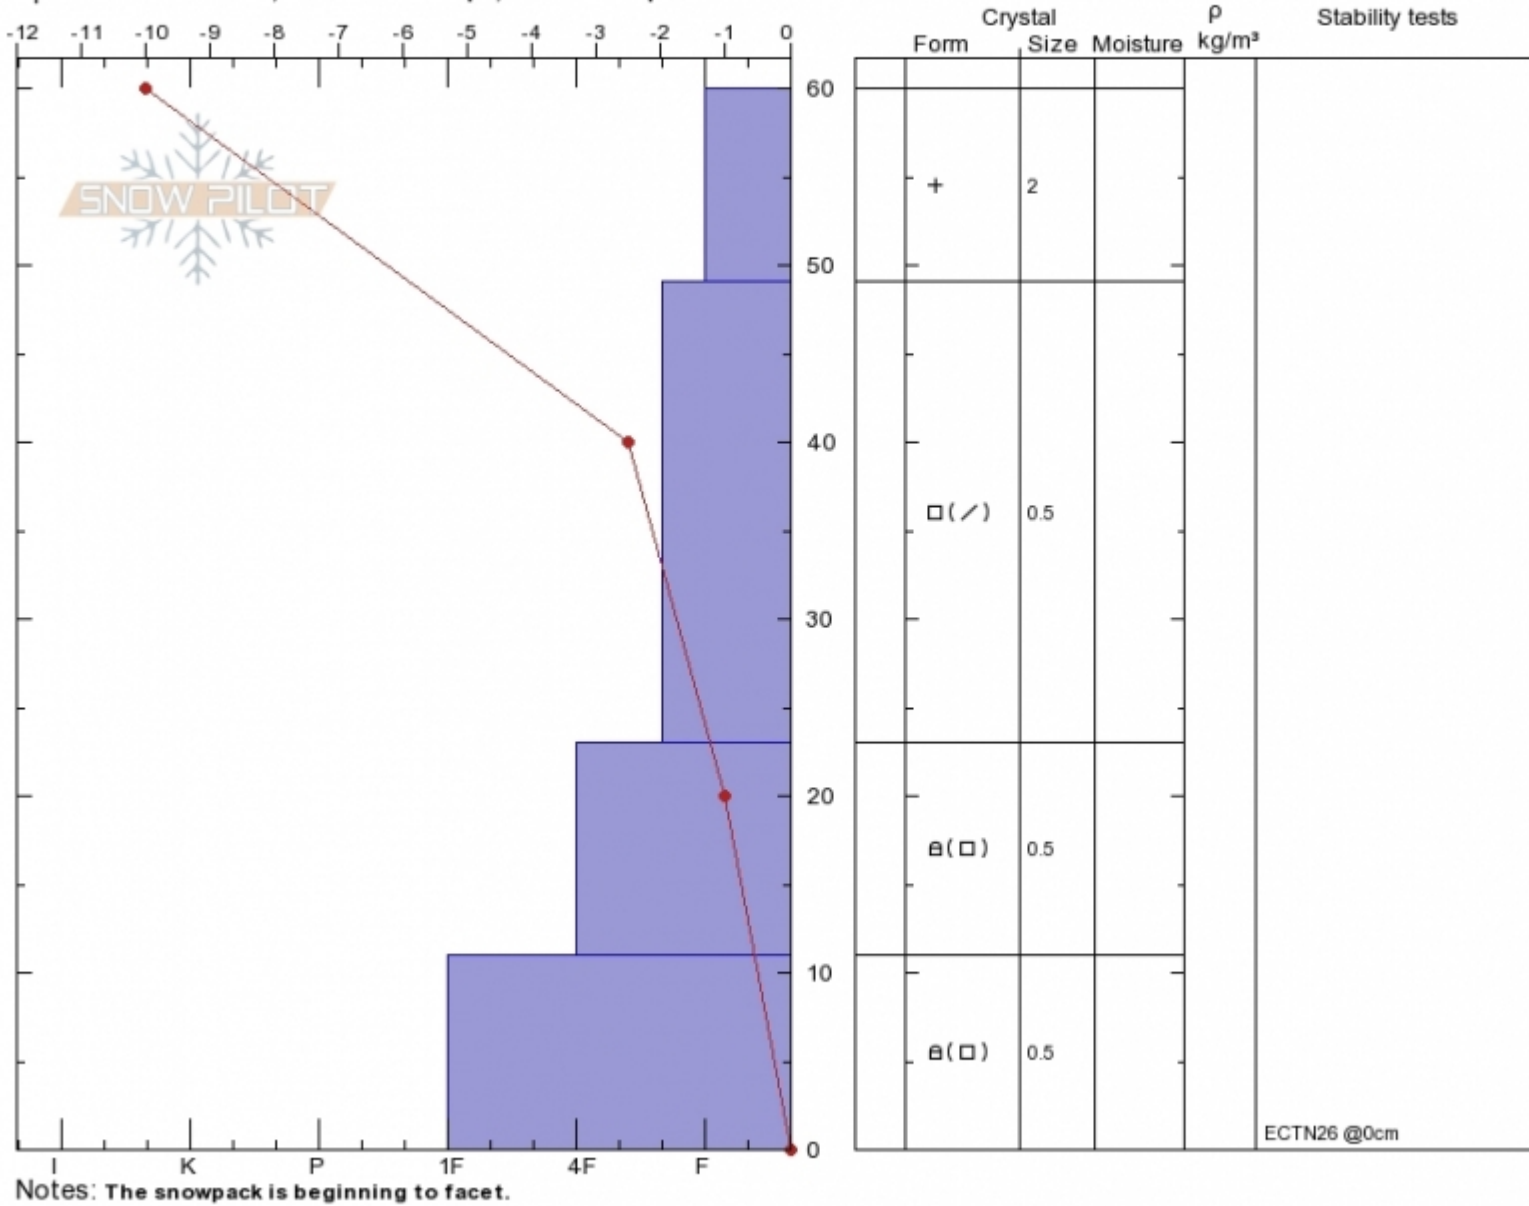 Crystal ρ Stability tests
-12 -11 -10 -9 -8 -7 -6 -5 -4 -3 -2 -1 0 Form Size Moisture kg/m³
60
SNOW PILOT + 2
50
40
□(∕) 0.5
30
20
(□) 0.5
10
(□) 0.5
ECTN26 @0cm
0
I K P 1F 4F F
Notes: The snowpack is beginning to facet.